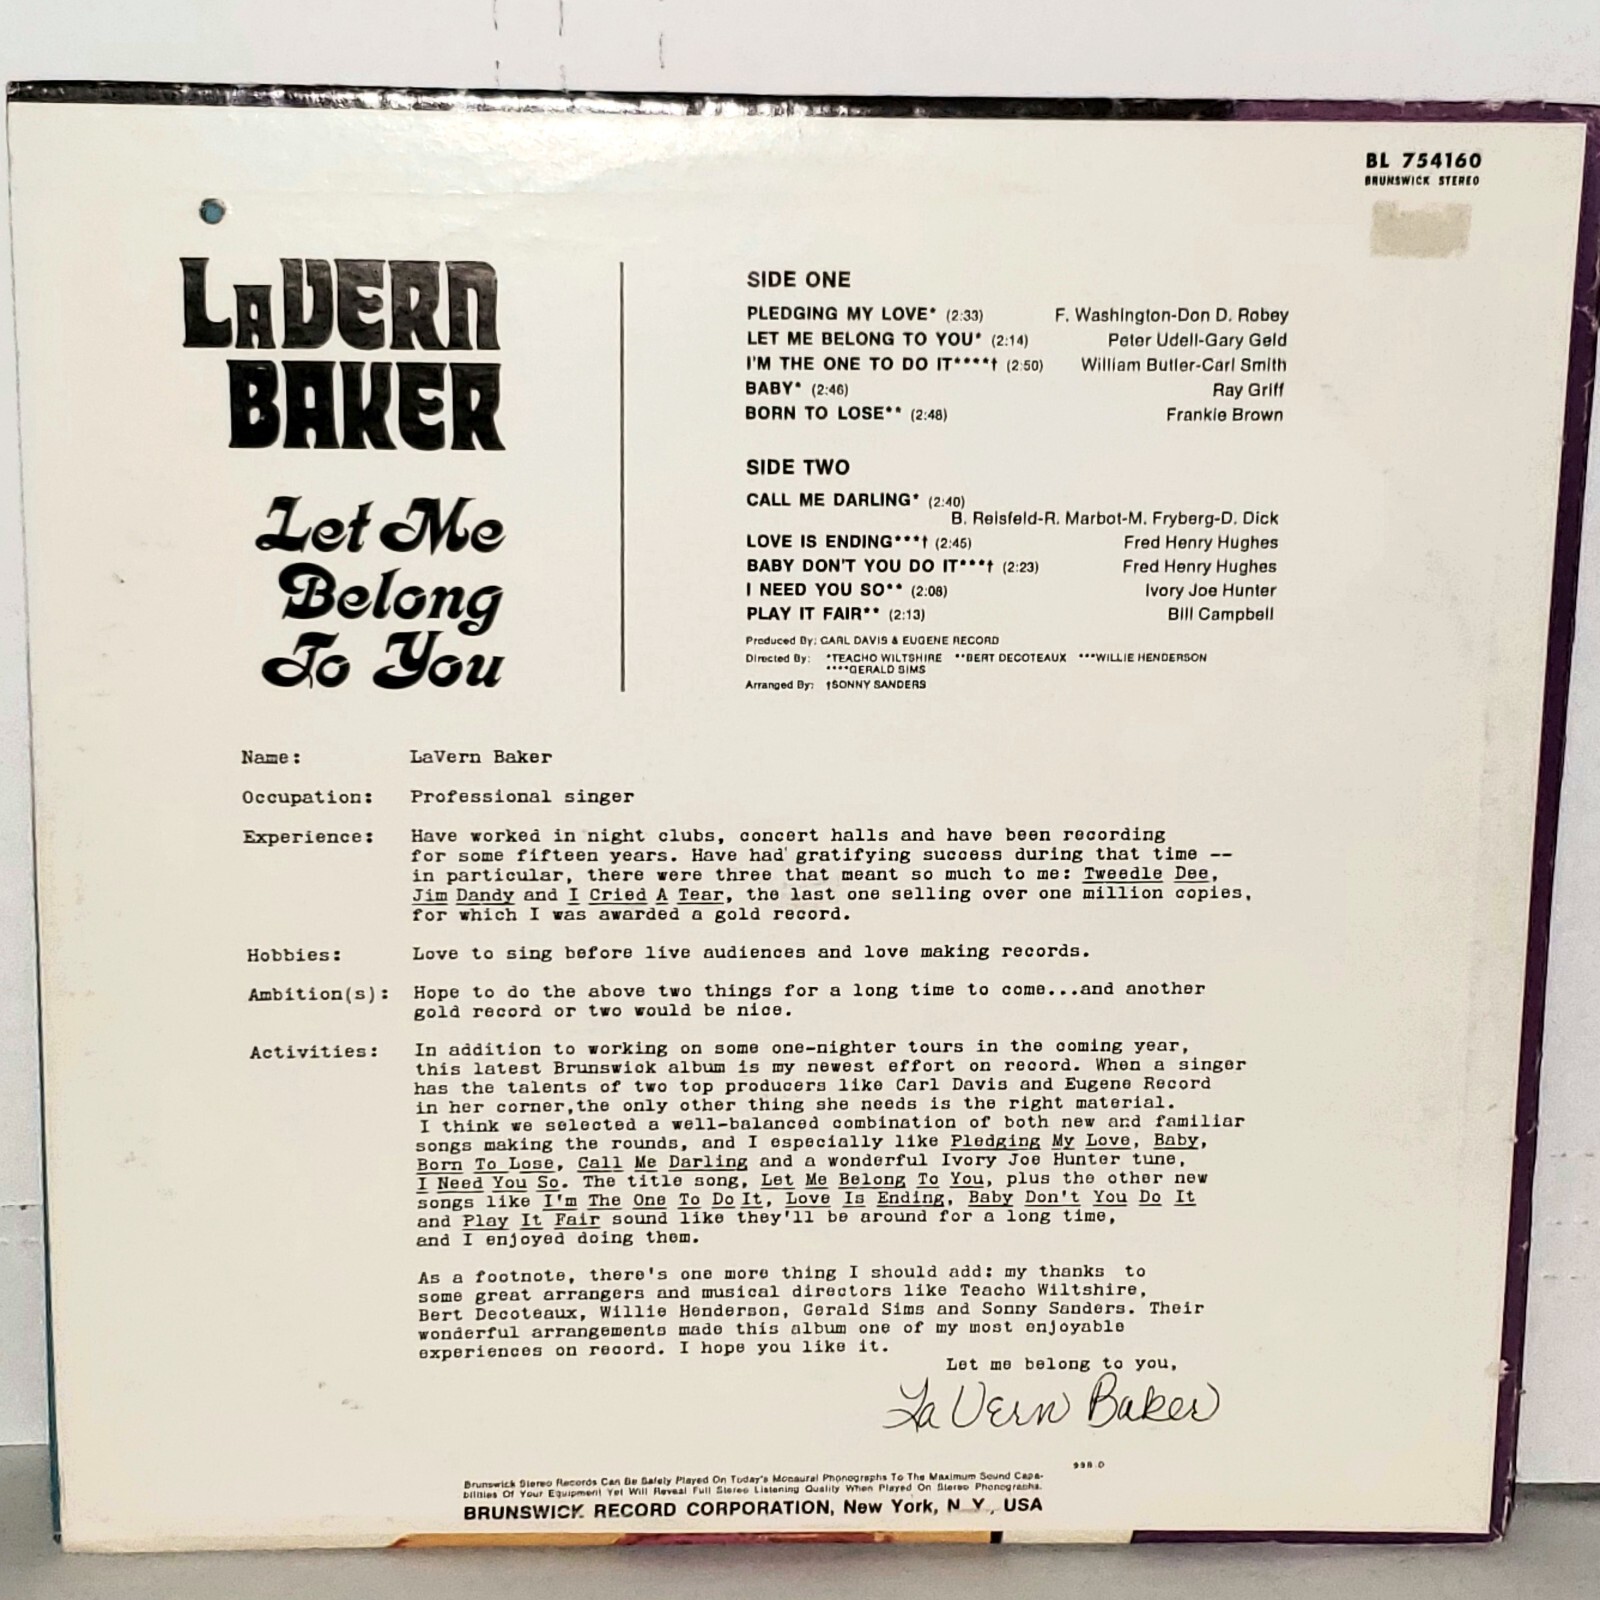 BL 754160
BRUNSWICK STEREO
LAVERN
BAKER
Let Me
Belong
To You
SIDE ONE
PLEDGING MY LOVE* (2:33) F. Washington-Don D. Robey
LET ME BELONG TO YOU* (2:14) Peter Udell-Gary Geld
I'M THE ONE TO DO IT****† (2:50) William Butler-Carl Smith
BABY* (2:46) Ray Griff
BORN TO LOSE** (2:48) Frankie Brown
SIDE TWO
CALL ME DARLING* (2:40)
B. Reisfeld-R. Marbot-M. Fryberg-D. Dick
LOVE IS ENDING***† (2:45) Fred Henry Hughes
BABY DON'T YOU DO IT***† (2:23) Fred Henry Hughes
I NEED YOU SO** (2:08) Ivory Joe Hunter
PLAY IT FAIR** (2:13) Bill Campbell
Produced By: CARL DAVIS & EUGENE RECORD
Directed By: *TEACHO WILTSHIRE **BERT DECOTEAUX ***WILLIE HENDERSON
****GERALD SIMS
Arranged By: †SONNY SANDERS
Name: LaVern Baker
Occupation: Professional singer
Experience: Have worked in night clubs, concert halls and have been recording
for some fifteen years. Have had gratifying success during that time --
in particular, there were three that meant so much to me: Tweedle Dee,
Jim Dandy and I Cried A Tear, the last one selling over one million copies,
for which I was awarded a gold record.
Hobbies: Love to sing before live audiences and love making records.
Ambition(s): Hope to do the above two things for a long time to come...and another
gold record or two would be nice.
Activities: In addition to working on some one-nighter tours in the coming year,
this latest Brunswick album is my newest effort on record. When a singer
has the talents of two top producers like Carl Davis and Eugene Record
in her corner,the only other thing she needs is the right material.
I think we selected a well-balanced combination of both new and familiar
songs making the rounds, and I especially like Pledging My Love, Baby,
Born To Lose, Call Me Darling and a wonderful Ivory Joe Hunter tune,
I Need You So. The title song, Let Me Belong To You, plus the other new
songs like I'm The One To Do It, Love Is Ending, Baby Don't You Do It
and Play It Fair sound like they'll be around for a long time,
and I enjoyed doing them.
As a footnote, there's one more thing I should add: my thanks to
some great arrangers and musical directors like Teacho Wiltshire,
Bert Decoteaux, Willie Henderson, Gerald Sims and Sonny Sanders. Their
wonderful arrangements made this album one of my most enjoyable
experiences on record. I hope you like it.
Let me belong to you,
LaVern Baker
Brunswick Stereo Records Can Be Safely Played On Today's Monaural Phonographs To The Maximum Sound Capa-
bilities Of Your Equipment Yet Will Reveal Full Stereo Listening Quality When Played On Stereo Phonographs.
BRUNSWICK RECORD CORPORATION, New York, N. Y., USA